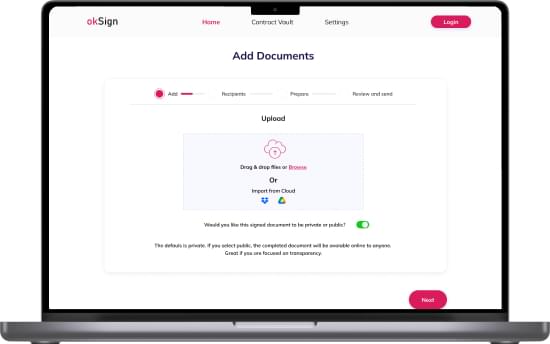 okSign
Home
Contract Vault
Settings
Login
Add Documents
Add
Recipients
Prepare
Review and send
Upload
Drag & drop files or Browse
Or
Import from Cloud
Would you like this signed document to be private or public?
The defauls is private. If you select public, the completed document will be avaiable online to anyone.
Great if you are focused on transparency.
Next